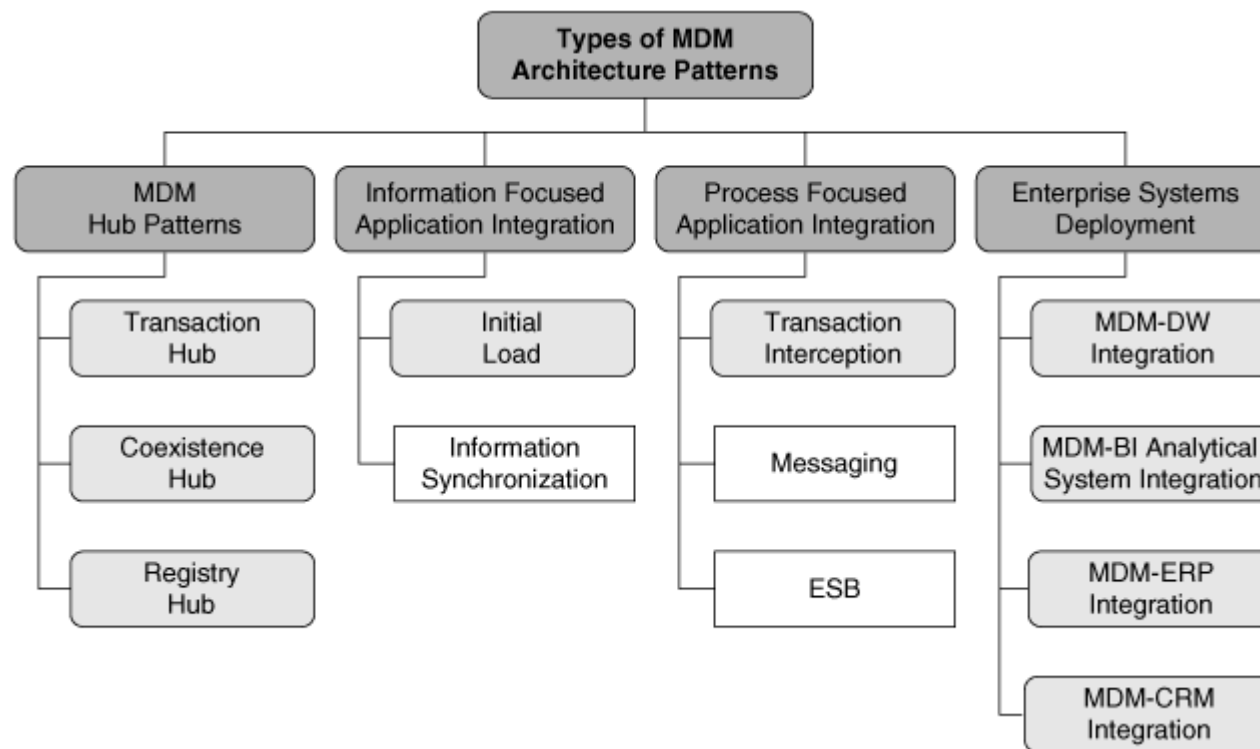 Types of MDM
Architecture Patterns
MDM
Hub Patterns
Information Focused
Application Integration
Process Focused
Application Integration
Enterprise Systems
Deployment
Transaction
Hub
Coexistence
Hub
Registry
Hub
Initial
Load
Information
Synchronization
Transaction
Interception
Messaging
ESB
MDM-DW
Integration
MDM-BI Analytical
System Integration
MDM-ERP
Integration
MDM-CRM
Integration